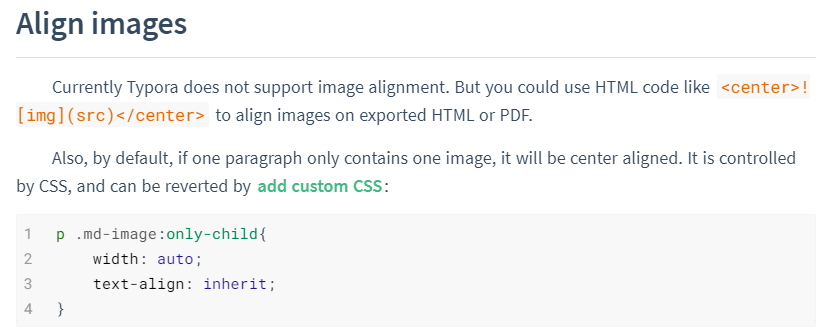 Align images
Currently Typora does not support image alignment. But you could use HTML code like <center>!
[img](src)</center> to align images on exported HTML or PDF.
Also, by default, if one paragraph only contains one image, it will be center aligned. It is controlled
by CSS, and can be reverted by add custom CSS:
1 p .md-image:only-child{
2 width: auto;
3 text-align: inherit;
4 }